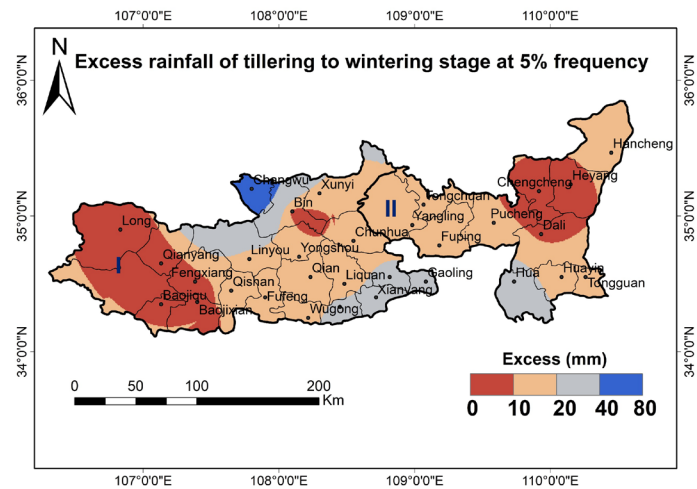 107°0'0"E 108°0'0"E 109°0'0"E 110°0'0"E
N
Excess rainfall of tillering to wintering stage at 5% frequency
36°0'0"N
36°0'0"N
Hancheng
Changwu
Xunyi
Chengcheng
Heyang
Bin
II
Tongchuan
Long
Yangling
Pucheng
35°0'0"N
35°0'0"N
Dali
Chunhua
Fuping
Qianyang
Linyou
Yongshou
I
Fengxiang
Qian
Liquan
Gaoling
Hua
Huayin
Qishan
Tongguan
Baojiqu
Fufeng
Xianyang
Baojixian
Wugong
34°0'0"N
34°0'0"N
Excess (mm)
0 50 100 200
Km
0 10 20 40 80
107°0'0"E 108°0'0"E 109°0'0"E 110°0'0"E